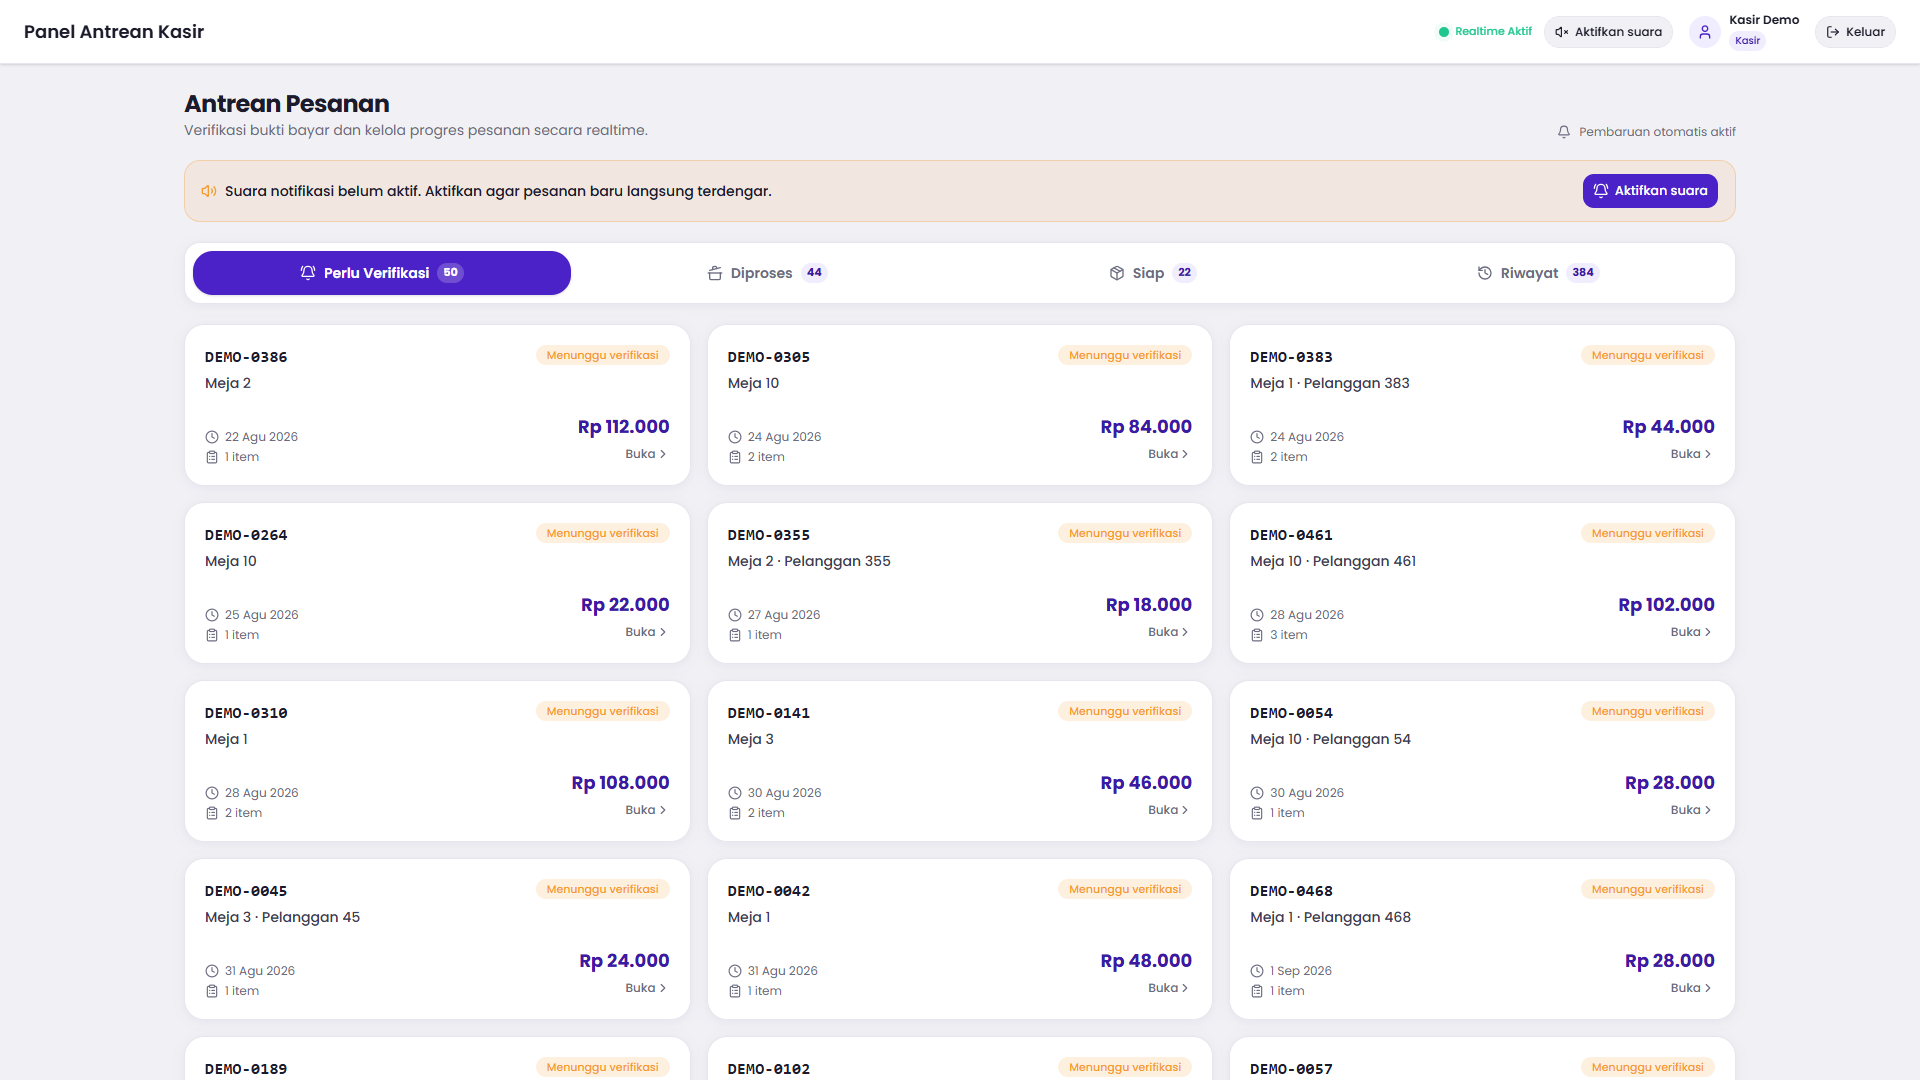 Panel Antrean Kasir
Realtime Aktif
Aktifkan suara
Kasir Demo
Kasir
Keluar
Antrean Pesanan
Verifikasi bukti bayar dan kelola progres pesanan secara realtime.
Pembaruan otomatis aktif
Suara notifikasi belum aktif. Aktifkan agar pesanan baru langsung terdengar.
Aktifkan suara
Perlu Verifikasi 50
Diproses 44
Siap 22
Riwayat 384
DEMO-0386
Menunggu verifikasi
Meja 2
22 Agu 2026
1 item
Rp 112.000
Buka
DEMO-0305
Menunggu verifikasi
Meja 10
24 Agu 2026
2 item
Rp 84.000
Buka
DEMO-0383
Menunggu verifikasi
Meja 1 · Pelanggan 383
24 Agu 2026
2 item
Rp 44.000
Buka
DEMO-0264
Menunggu verifikasi
Meja 10
25 Agu 2026
1 item
Rp 22.000
Buka
DEMO-0355
Menunggu verifikasi
Meja 2 · Pelanggan 355
27 Agu 2026
1 item
Rp 18.000
Buka
DEMO-0461
Menunggu verifikasi
Meja 10 · Pelanggan 461
28 Agu 2026
3 item
Rp 102.000
Buka
DEMO-0310
Menunggu verifikasi
Meja 1
28 Agu 2026
2 item
Rp 108.000
Buka
DEMO-0141
Menunggu verifikasi
Meja 3
30 Agu 2026
2 item
Rp 46.000
Buka
DEMO-0054
Menunggu verifikasi
Meja 10 · Pelanggan 54
30 Agu 2026
1 item
Rp 28.000
Buka
DEMO-0045
Menunggu verifikasi
Meja 3 · Pelanggan 45
31 Agu 2026
1 item
Rp 24.000
Buka
DEMO-0042
Menunggu verifikasi
Meja 1
31 Agu 2026
1 item
Rp 48.000
Buka
DEMO-0468
Menunggu verifikasi
Meja 1 · Pelanggan 468
1 Sep 2026
1 item
Rp 28.000
Buka
DEMO-0189
Menunggu verifikasi
DEMO-0102
Menunggu verifikasi
DEMO-0057
Menunggu verifikasi